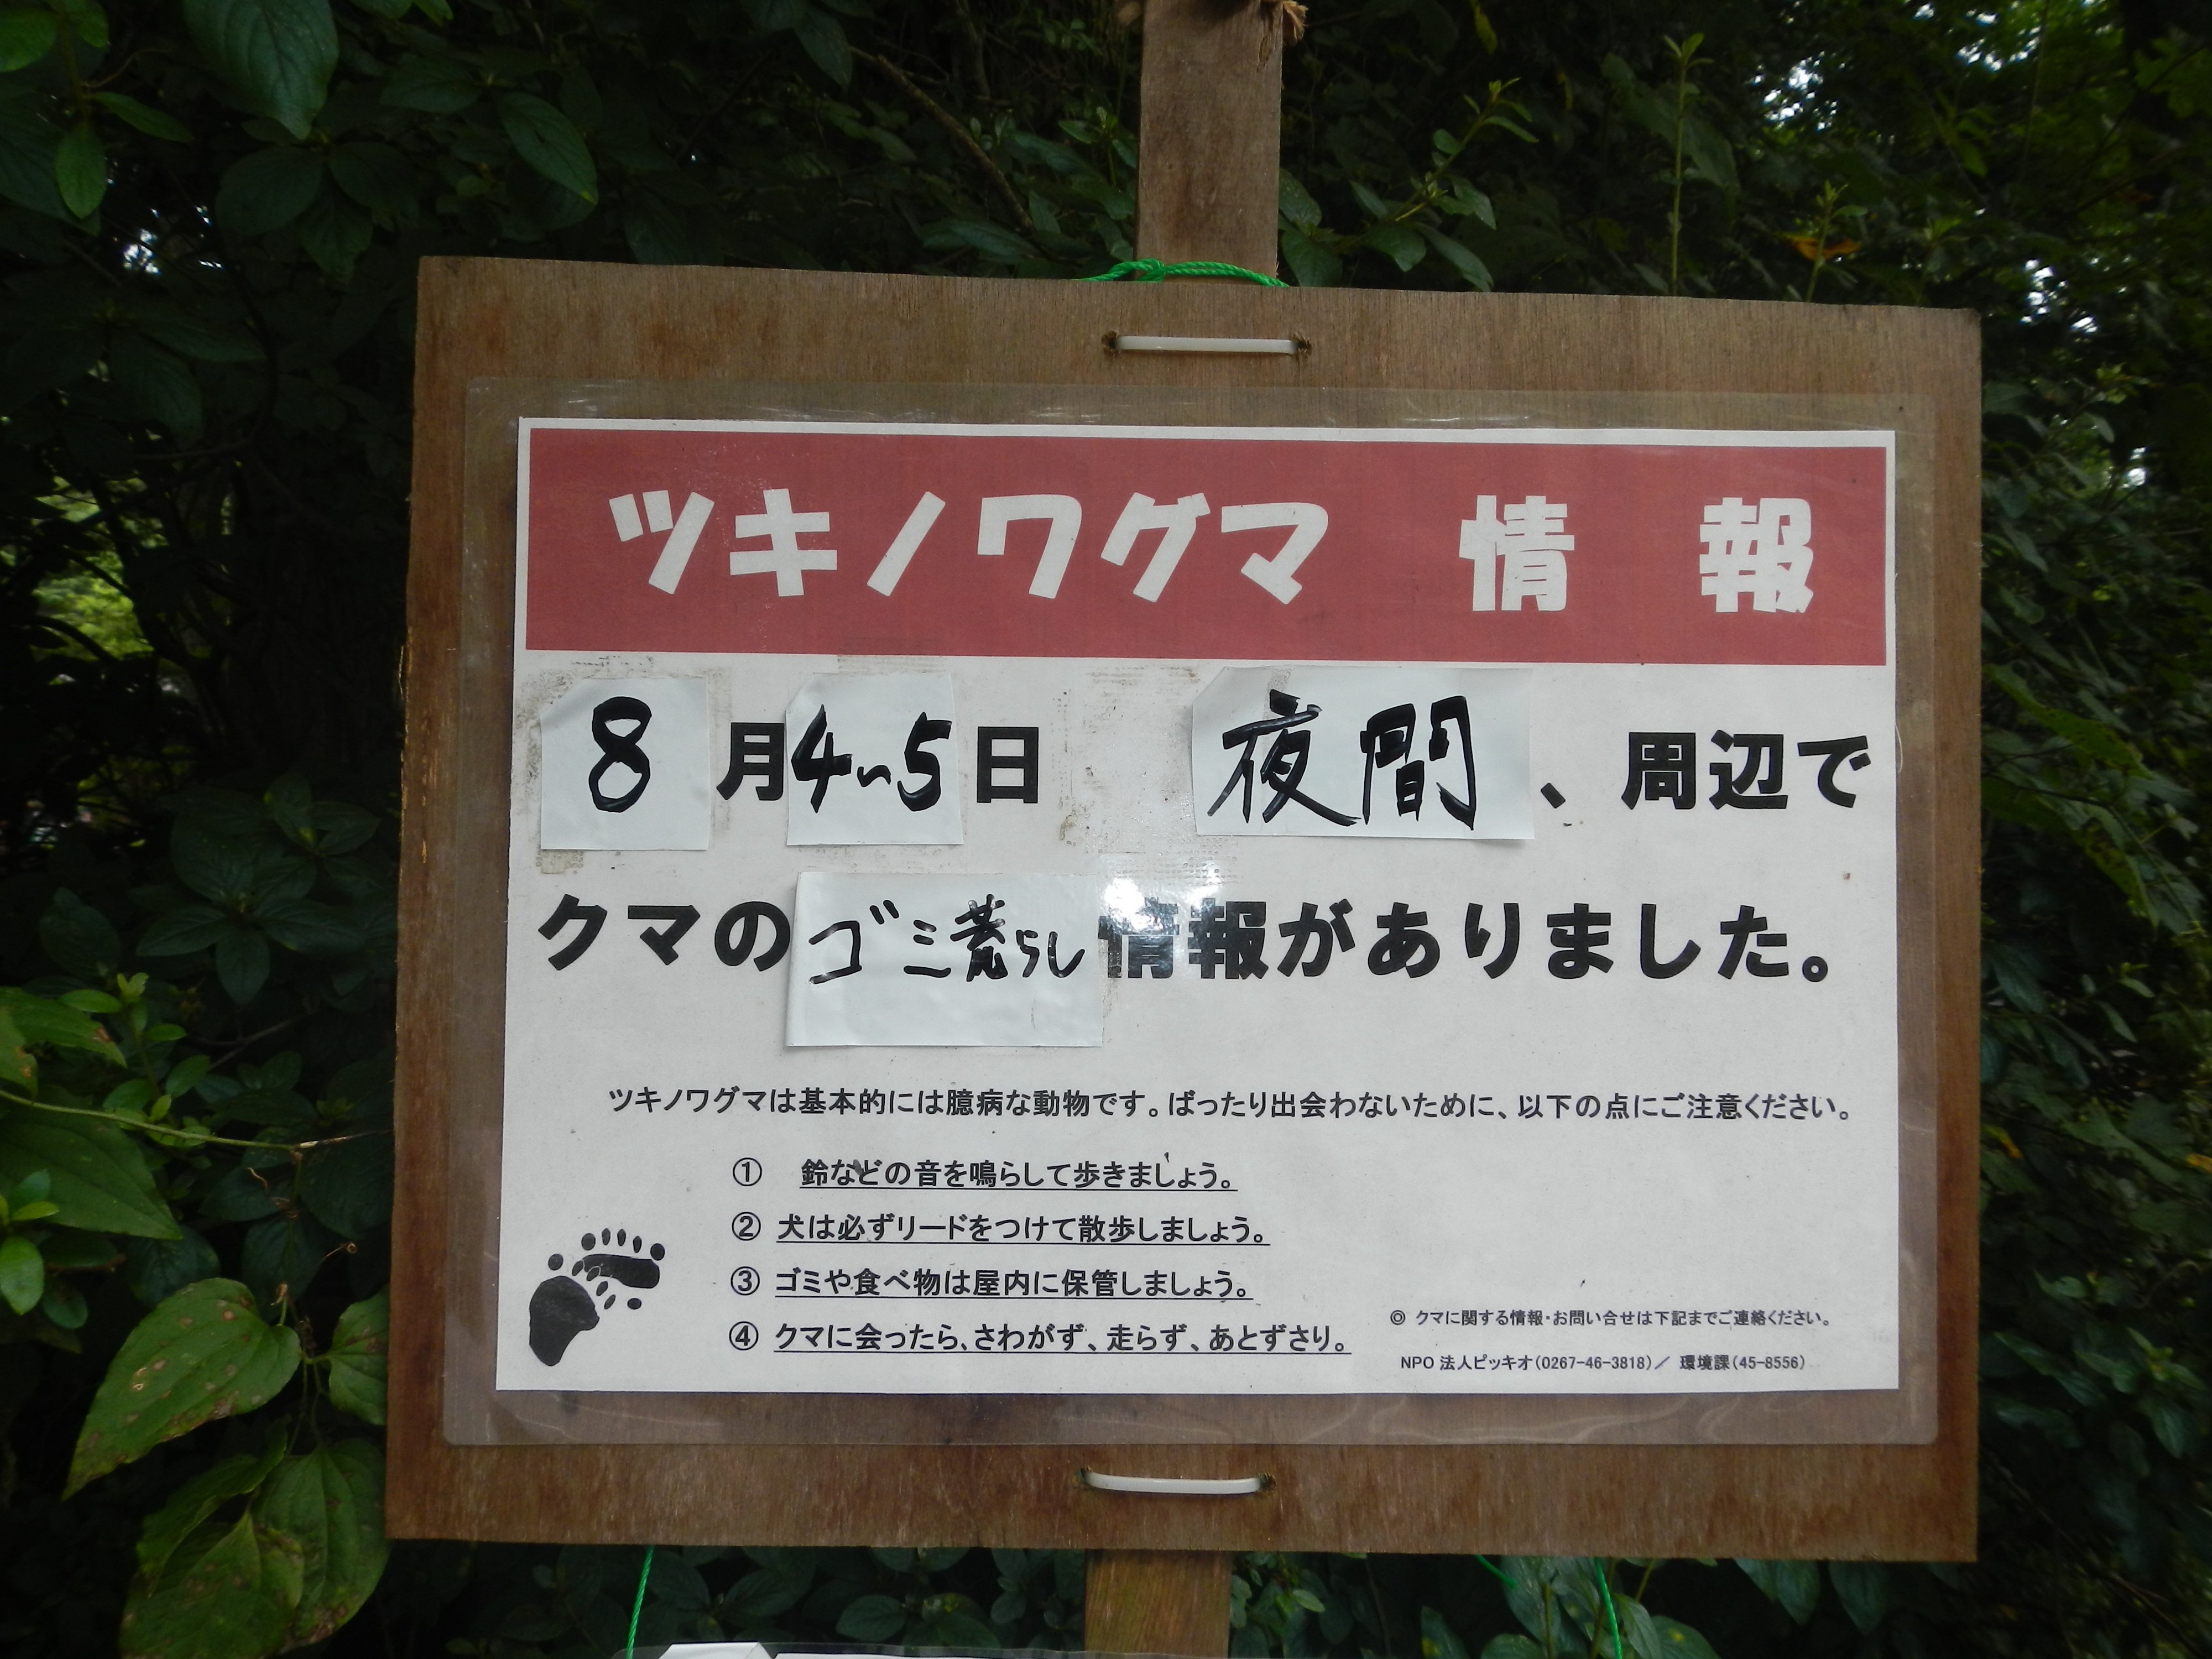 ツキノワグマ 情 報
8月4~5日 夜間、周辺で
クマのゴミ荒らし情報がありました。
ツキノワグマは基本的には臆病な動物です。ばったり出会わないために、以下の点にご注意ください。
① 鈴などの音を鳴らして歩きましょう。
② 犬は必ずリードをつけて散歩しましょう。
③ ゴミや食べ物は屋内に保管しましょう。
④ クマに会ったら、さわがず、走らず、あとずさり。
◎ クマに関する情報・お問い合せは下記までご連絡ください。
NPO 法人ピッキオ(0267-46-3818)/ 環境課(45-8556)